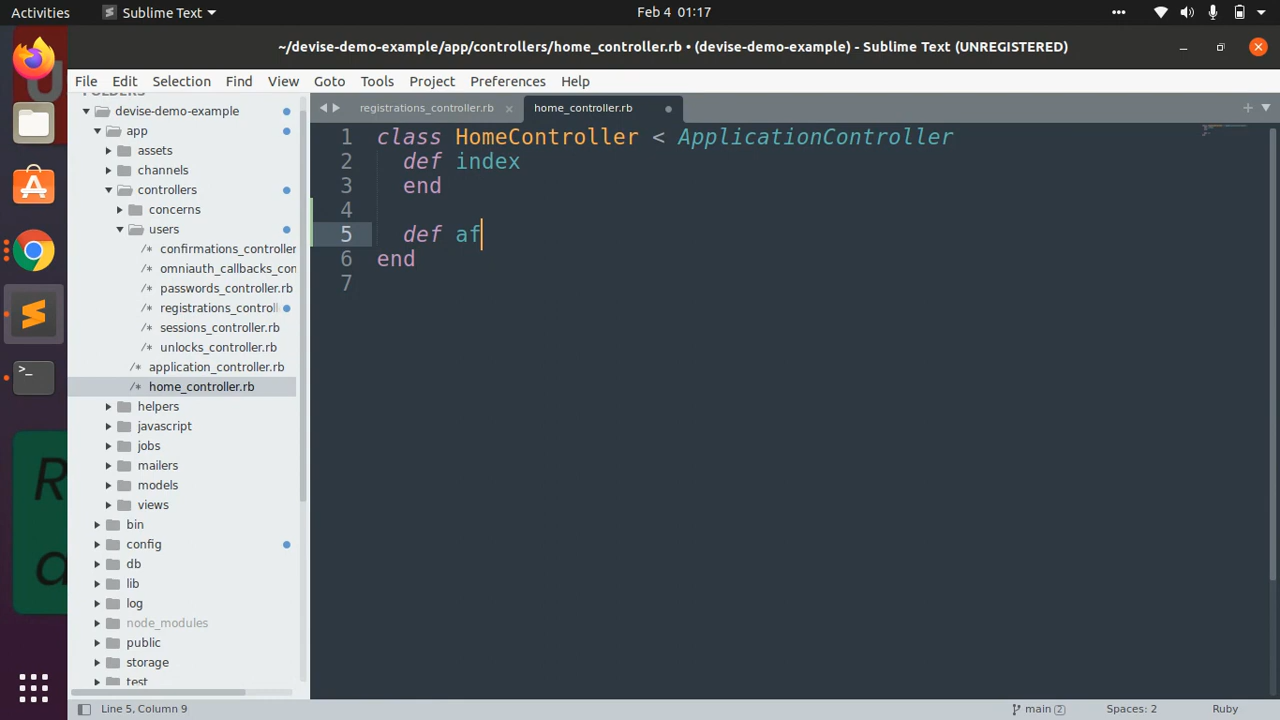 Activities
Sublime Text
Feb 4 01:17
~/devise-demo-example/app/controllers/home_controller.rb • (devise-demo-example) - Sublime Text (UNREGISTERED)
File Edit Selection Find View Goto Tools Project Preferences Help
FOLDERS
devise-demo-example
app
assets
channels
controllers
concerns
users
/* confirmations_controller
/* omniauth_callbacks_con
/* passwords_controller.rb
/* registrations_controll
/* sessions_controller.rb
/* unlocks_controller.rb
/* application_controller.rb
/* home_controller.rb
helpers
javascript
jobs
mailers
models
views
bin
config
db
lib
log
node_modules
public
storage
test
registrations_controller.rb × home_controller.rb
1 class HomeController < ApplicationController
2 def index
3 end
4
5 def af
6 end
7
Line 5, Column 9
main 2
Spaces: 2
Ruby